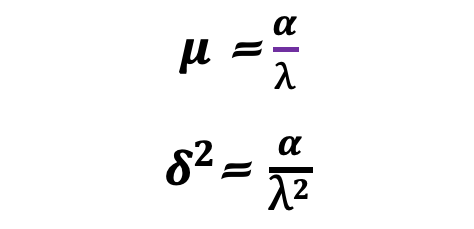 μ = α/λ
δ² = α/λ²